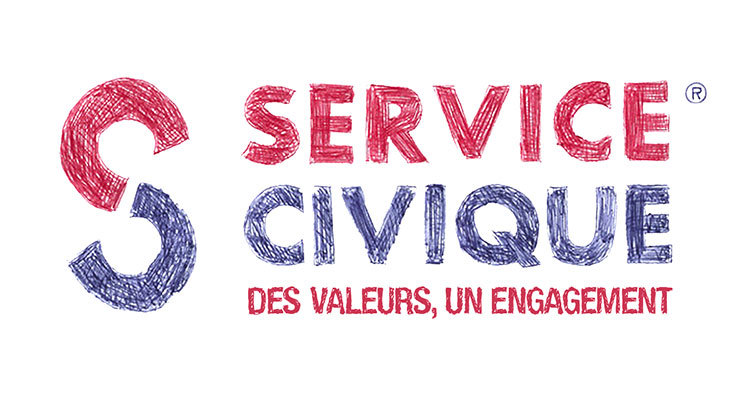 SERVICE ®
CIVIQUE
DES VALEURS, UN ENGAGEMENT